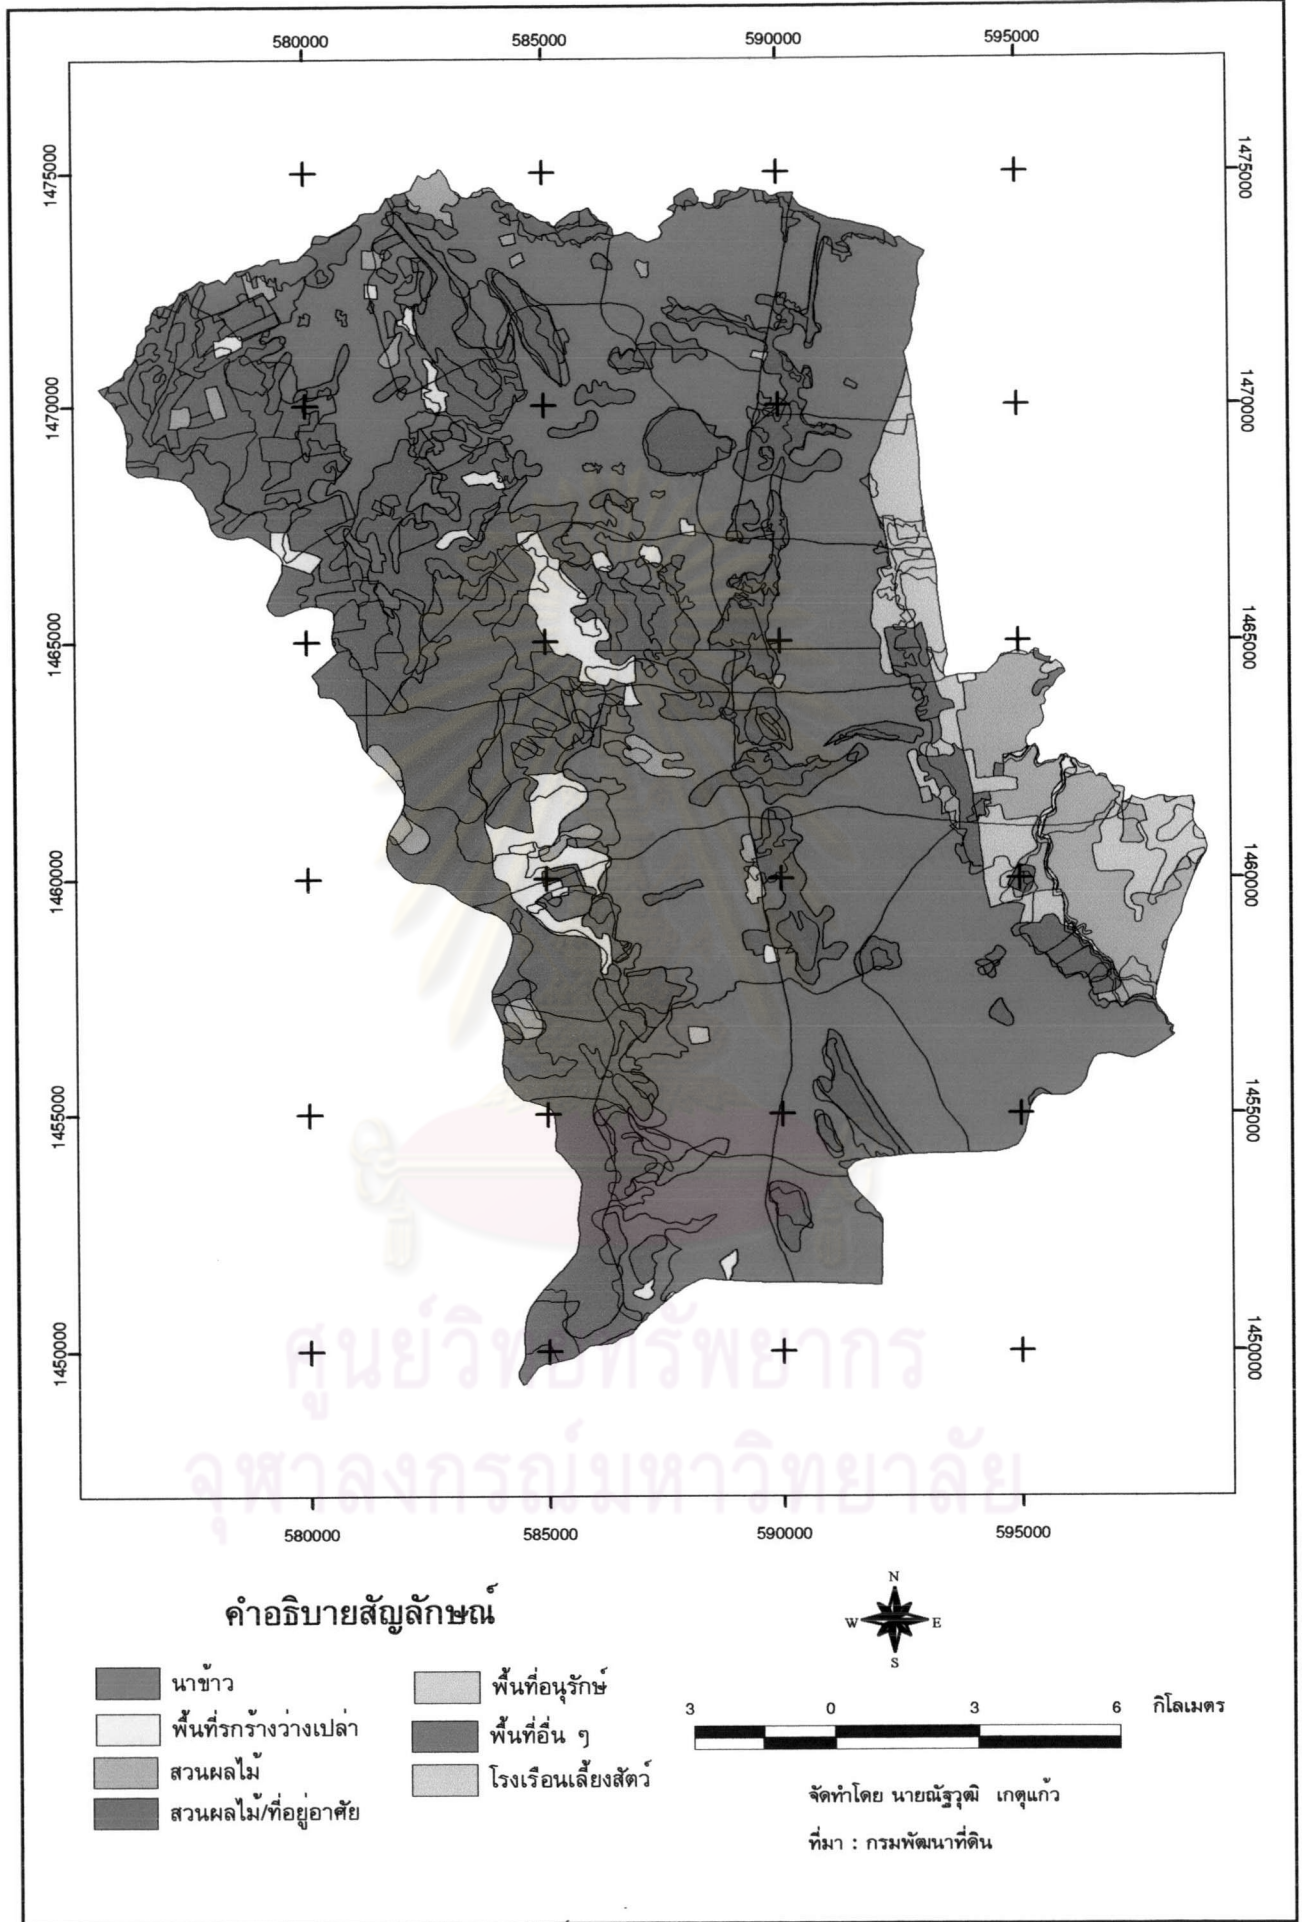 580000 585000 590000 595000
1475000 1475000
1470000 1470000
1465000 1465000
1460000 1460000
1455000 1455000
1450000 1450000
ศูนย์วิทยทรัพยากร
จุฬาลงกรณ์มหาวิทยาลัย
580000 585000 590000 595000
คำอธิบายสัญลักษณ์
นาข้าว
พื้นที่รกร้างว่างเปล่า
สวนผลไม้
สวนผลไม้/ที่อยู่อาศัย
พื้นที่อนุรักษ์
พื้นที่อื่น ๆ
โรงเรือนเลี้ยงสัตว์
N
W E
S
3 0 3 6 กิโลเมตร
จัดทำโดย นายณัฐวุฒิ เกตุแก้ว
ที่มา : กรมพัฒนาที่ดิน